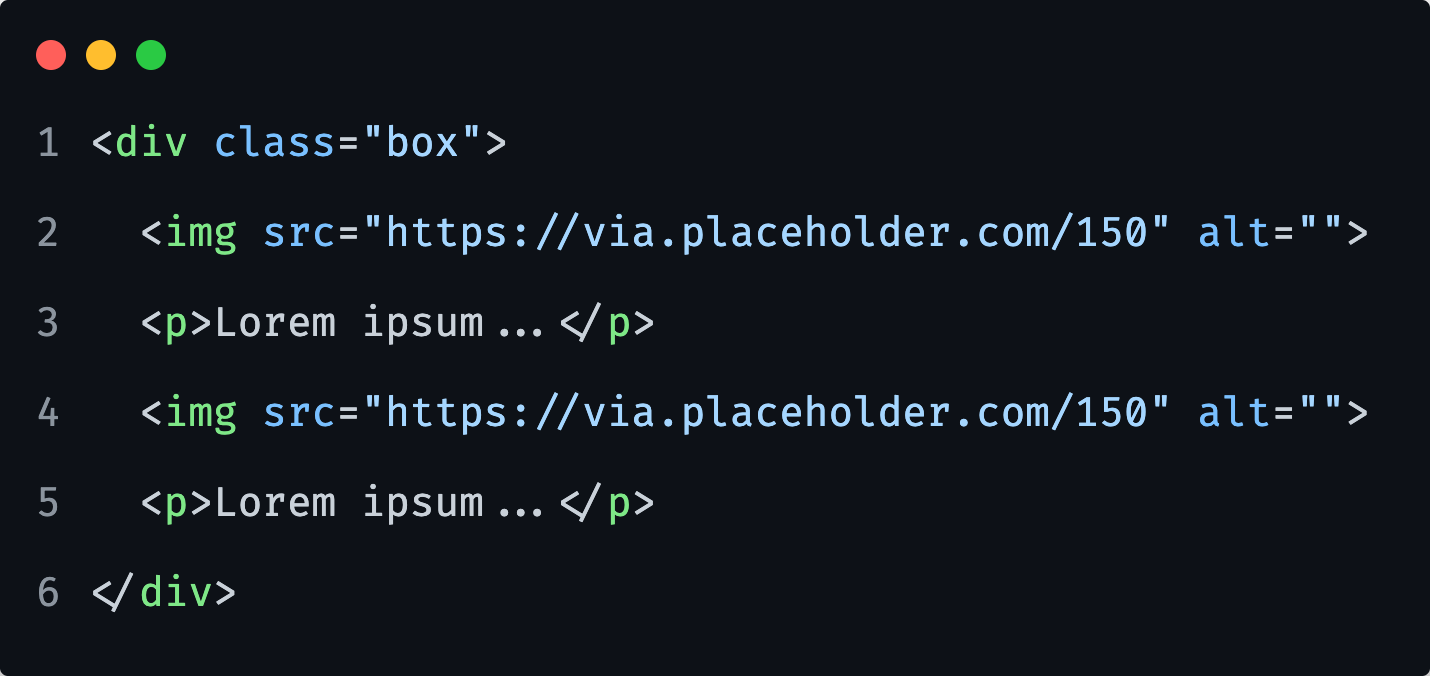 1 <div class="box">
2 <img src="https://via.placeholder.com/150" alt="">
3 <p>Lorem ipsum...</p>
4 <img src="https://via.placeholder.com/150" alt="">
5 <p>Lorem ipsum...</p>
6 </div>